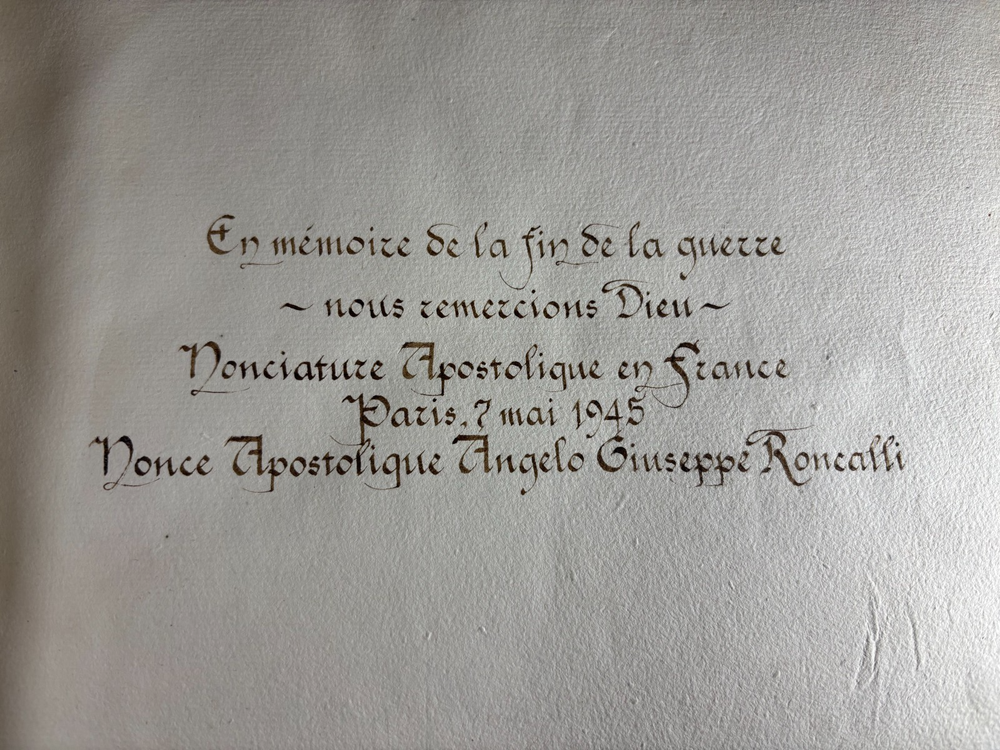 En mémoire de la fin de la guerre
~ nous remercions Dieu ~
Nonciature Apostolique en France
Paris, 7 mai 1945
Nonce Apostolique Angelo Giuseppe Roncalli